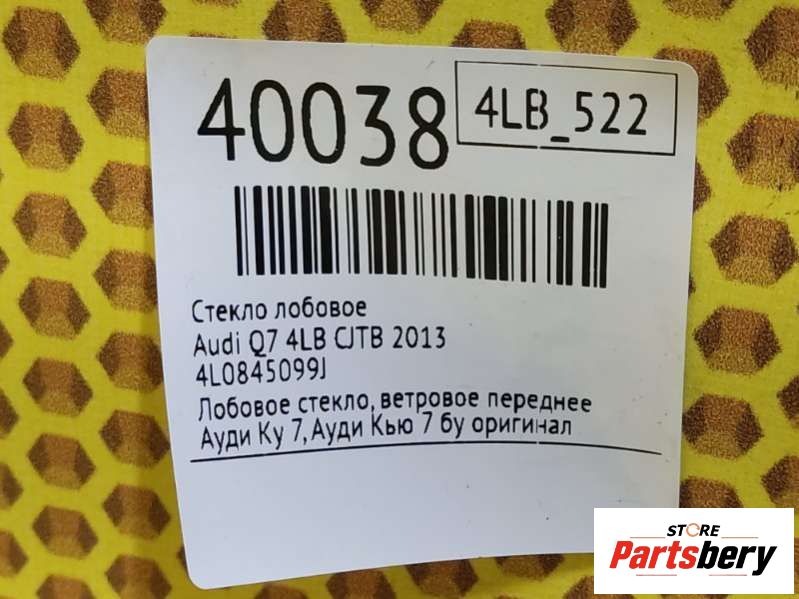 40038
4LB_522
Стекло лобовое
Audi Q7 4LB CJTB 2013
4L0845099J
Лобовое стекло, ветровое переднее
Ауди Ку 7, Ауди Кью 7 бу оригинал
STORE
Partsbery